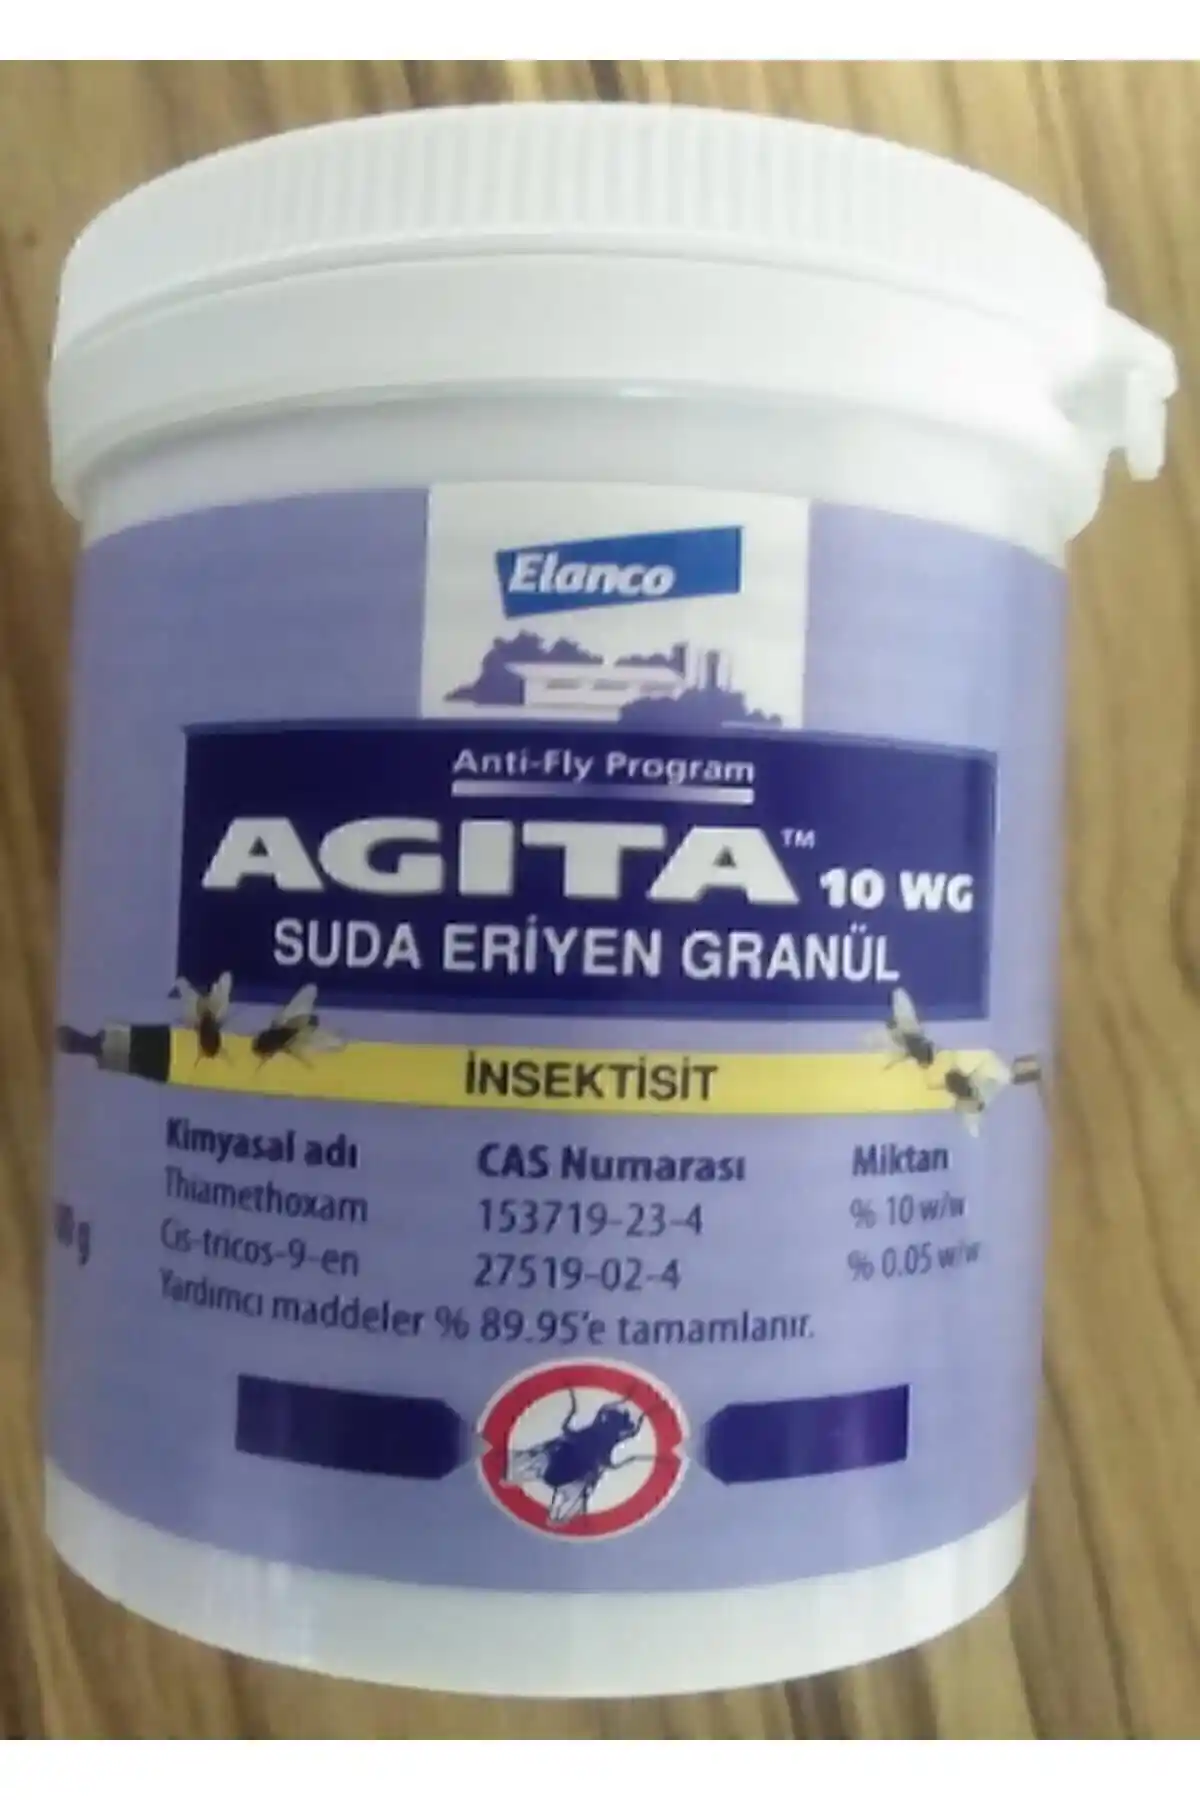 Elanco
Anti-Fly Program
AGITA™ 10 WG
SUDA ERİYEN GRANÜL
İNSEKTİSİT
Kimyasal adı CAS Numarası Miktarı
Thiamethoxam 153719-23-4 % 10 w/w
Cis-tricos-9-en 27519-02-4 % 0.05 w/w
Yardımcı maddeler % 89.95'e tamamlanır.
g